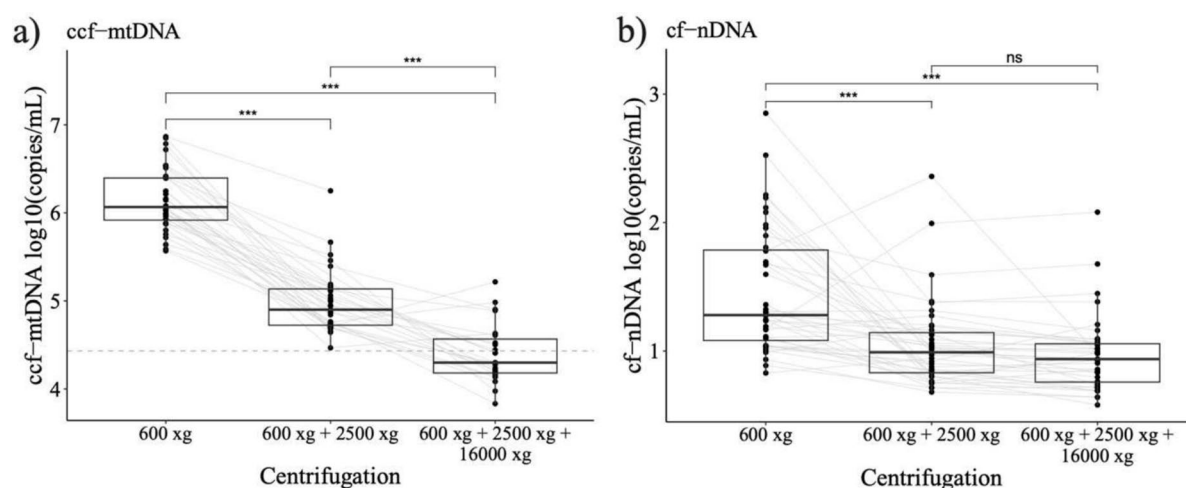 a)
ccf−mtDNA
***
***
***
ccf−mtDNA log10(copies/mL)
7
6
5
4
600 xg
600 xg + 2500 xg
600 xg + 2500 xg +
16000 xg
Centrifugation
b)
cf−nDNA
ns
***
***
cf−nDNA log10(copies/mL)
3
2
1
600 xg
600 xg + 2500 xg
600 xg + 2500 xg +
16000 xg
Centrifugation